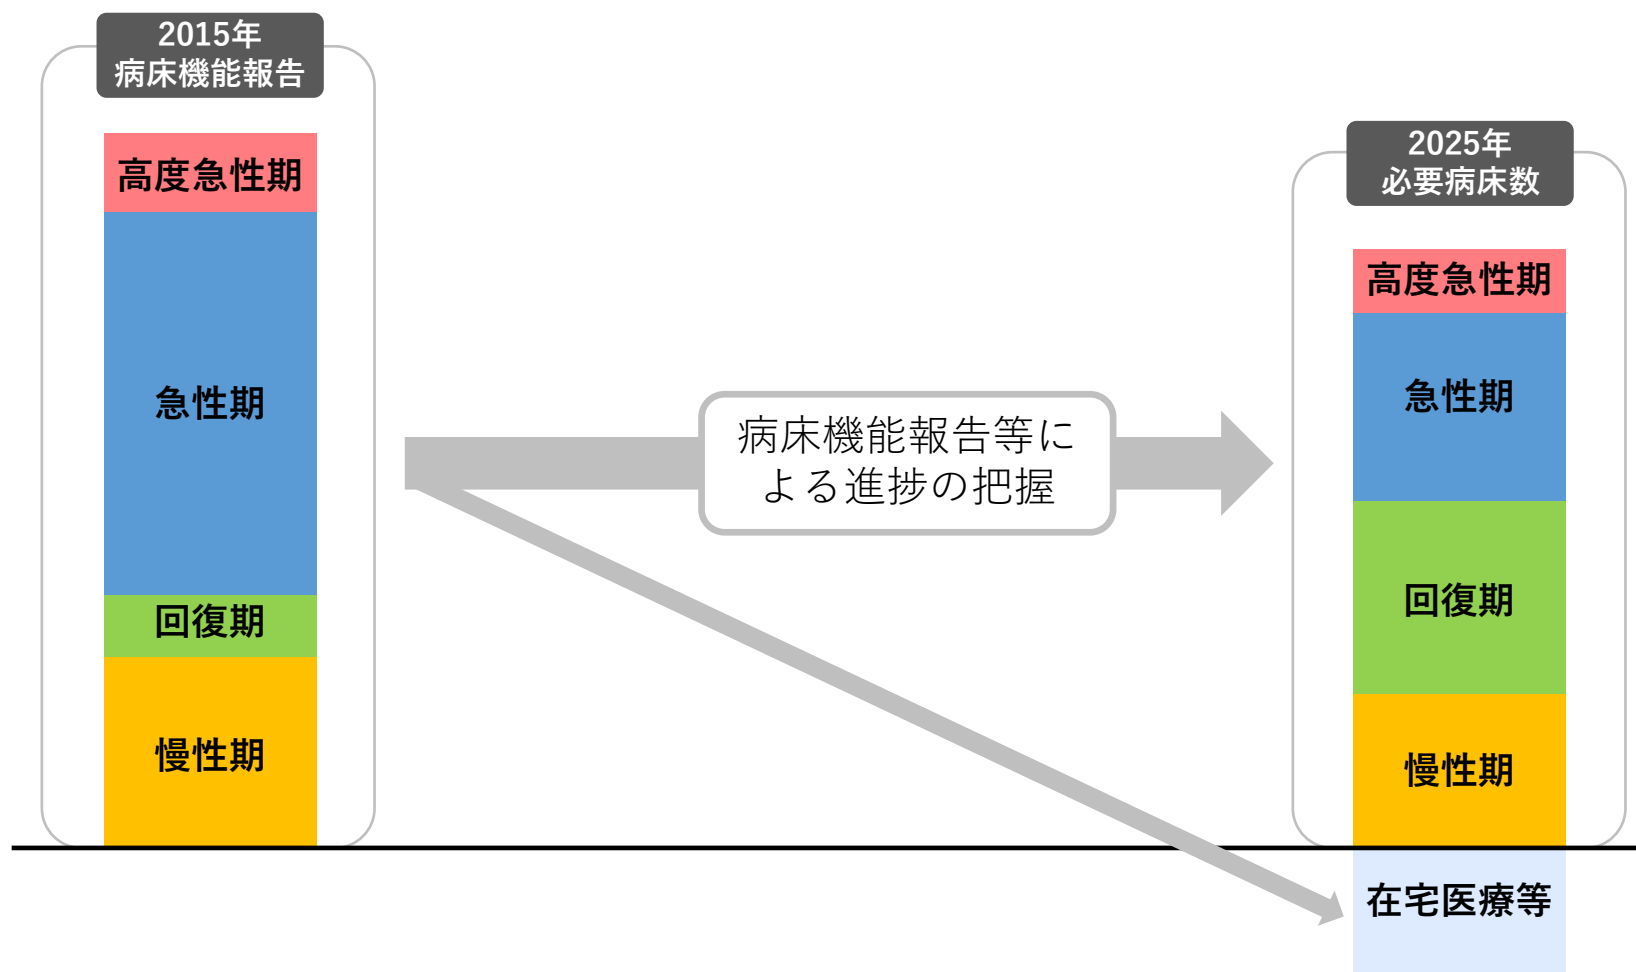 2015年
病床機能報告
高度急性期
急性期
回復期
慢性期
病床機能報告等に
よる進捗の把握
2025年
必要病床数
高度急性期
急性期
回復期
慢性期
在宅医療等